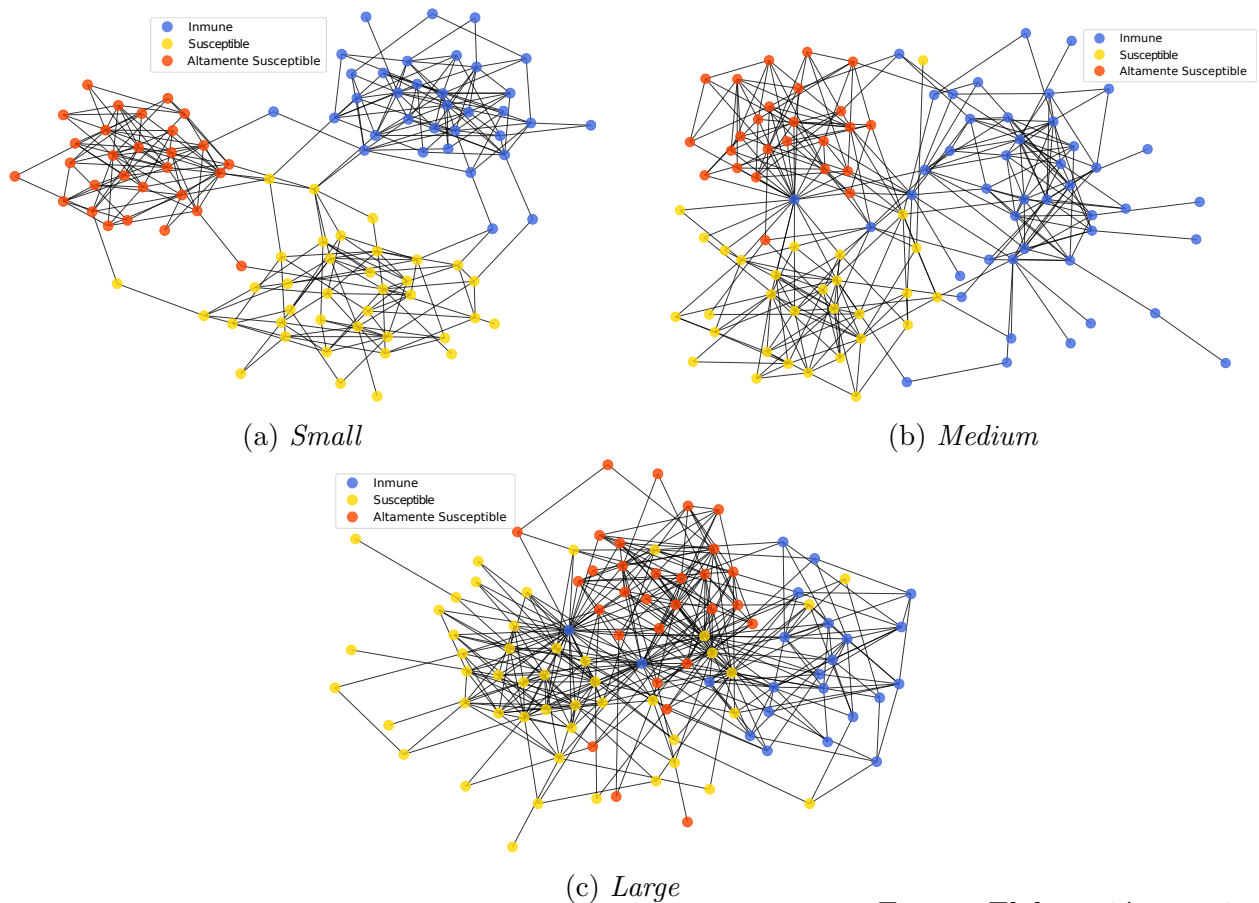 Inmune
Susceptible
Altamente Susceptible
Inmune
Susceptible
Altamente Susceptible
(a) Small
(b) Medium
Inmune
Susceptible
Altamente Susceptible
(c) Large